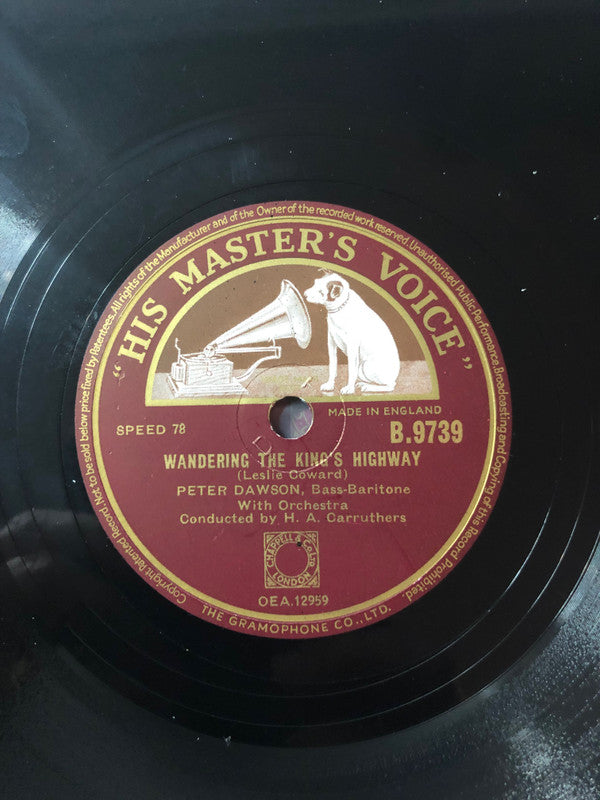 Copyright. Patented Record. Not to be sold below price fixed by Patentees. All rights of the Manufacturer and of the Owner of the recorded work reserved. Unauthorised Public Performance, Broadcasting and Copying of this Record Prohibited.
"HIS MASTER'S VOICE"
MADE IN ENGLAND
SPEED 78
B.9739
WANDERING THE KING'S HIGHWAY
(Leslie Coward)
PETER DAWSON, Bass-Baritone
With Orchestra
Conducted by H. A. Carruthers
CHAPPELL & Co LTD
LONDON
OEA.12959
THE GRAMOPHONE CO., LTD.